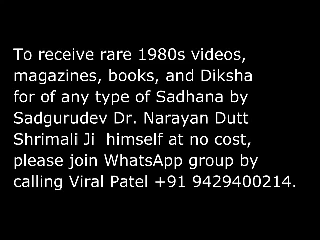 To receive rare 1980s videos,
magazines, books, and Diksha
for of any type of Sadhana by
Sadgurudev Dr. Narayan Dutt
Shrimali Ji  himself at no cost,
please join WhatsApp group by
calling Viral Patel +91 9429400214.